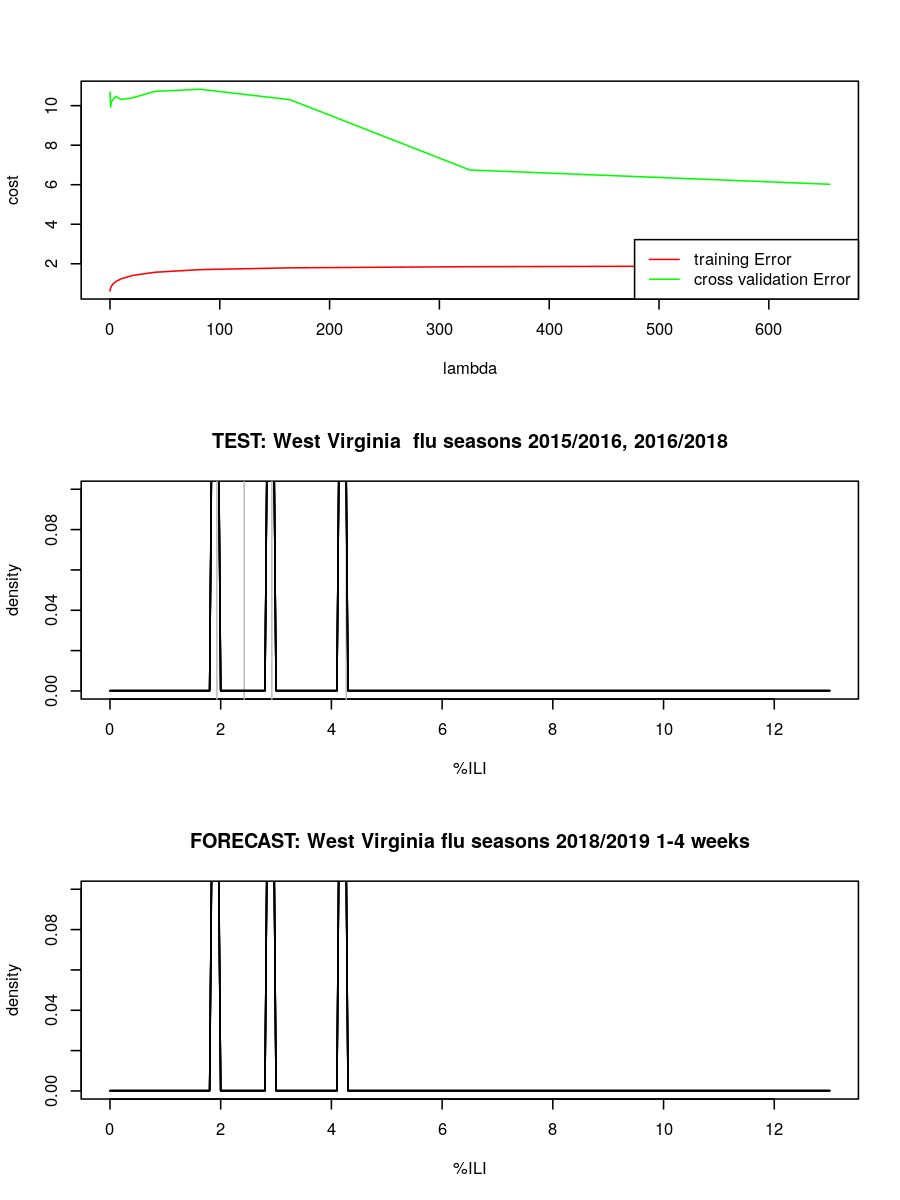 10
8
6
4
2
cost
training Error
cross validation Error
0 100 200 300 400 500 600
lambda
TEST: West Virginia  flu seasons 2015/2016, 2016/2018
0.08
0.04
0.00
density
0 2 4 6 8 10 12
%ILI
FORECAST: West Virginia flu seasons 2018/2019 1-4 weeks
0.08
0.04
0.00
density
0 2 4 6 8 10 12
%ILI